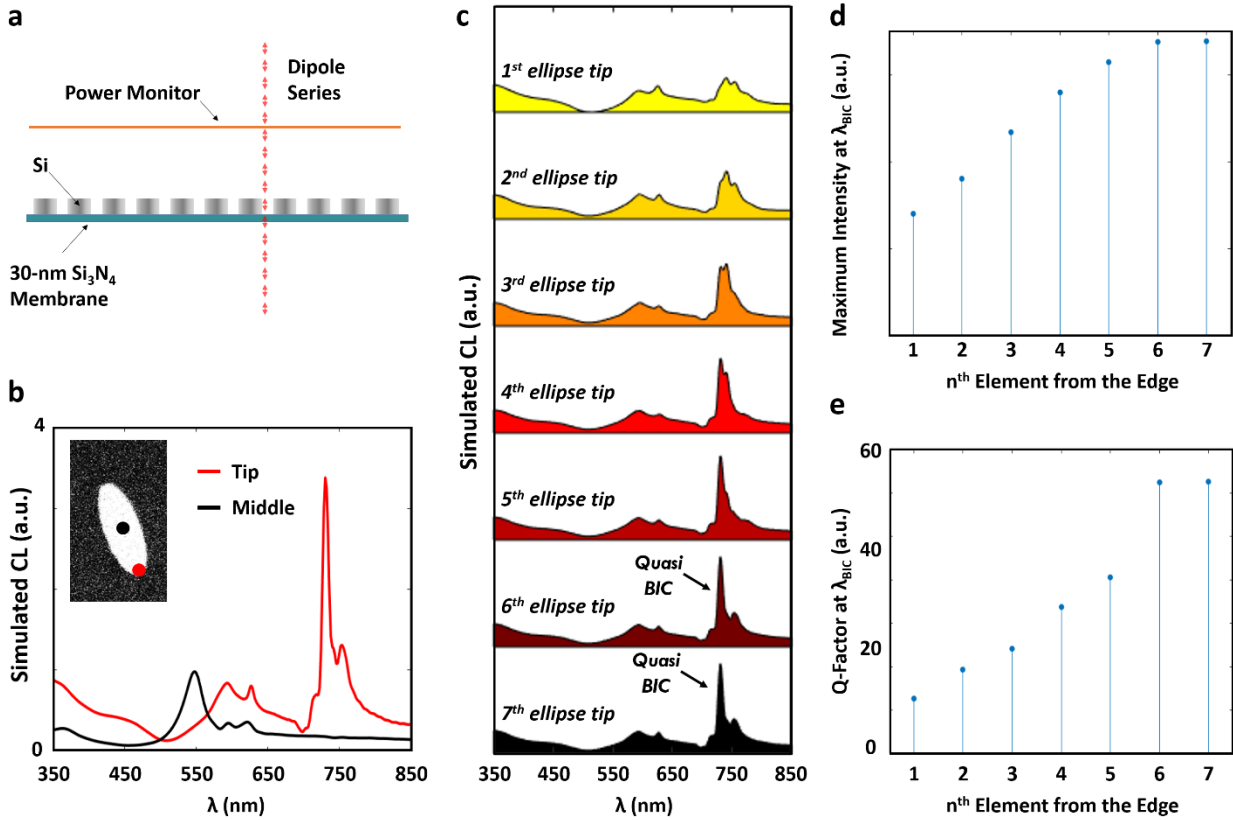 a
Dipole
Series
Power Monitor
Si
30-nm Si₃N₄
Membrane
b
4
0
Simulated CL (a.u.)
Tip
Middle
350 450 550 650 750 850
λ (nm)
c
Simulated CL (a.u.)
1st ellipse tip
2nd ellipse tip
3rd ellipse tip
4th ellipse tip
5th ellipse tip
6th ellipse tip
Quasi
BIC
7th ellipse tip
Quasi
BIC
350 450 550 650 750 850
λ (nm)
d
Maximum Intensity at λBIC (a.u.)
1 2 3 4 5 6 7
nth Element from the Edge
e
Q-Factor at λBIC (a.u.)
60
40
20
0
1 2 3 4 5 6 7
nth Element from the Edge